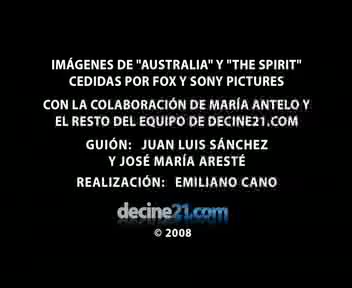 IMÁGENES DE "AUSTRALIA" Y "THE SPIRIT"
CEDIDAS POR FOX Y SONY PICTURES
CON LA COLABORACIÓN DE MARÍA ANTELO Y
EL RESTO DEL EQUIPO DE DECINE21.COM
GUIÓN: JUAN LUIS SÁNCHEZ
Y JOSÉ MARÍA ARESTÉ
REALIZACIÓN: EMILIANO CANO
decine21.com
© 2008